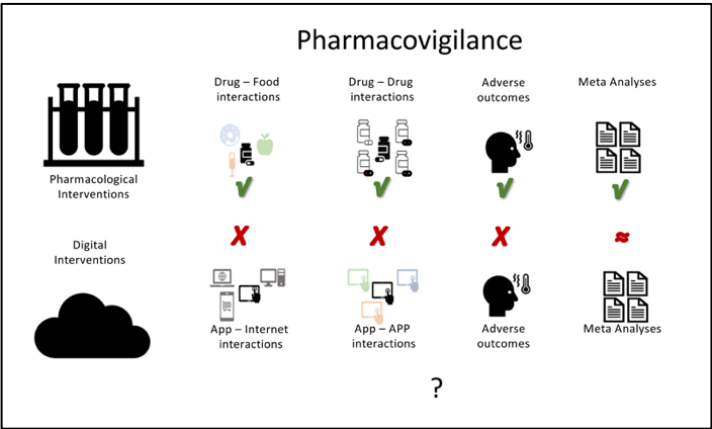 Pharmacovigilance
Drug – Food
interactions
Drug – Drug
interactions
Adverse
outcomes
Meta Analyses
Pharmacological
Interventions
✓
✓
✓
✓
Digital
Interventions
X
X
X
≈
App – Internet
interactions
App – APP
interactions
Adverse
outcomes
Meta Analyses
?